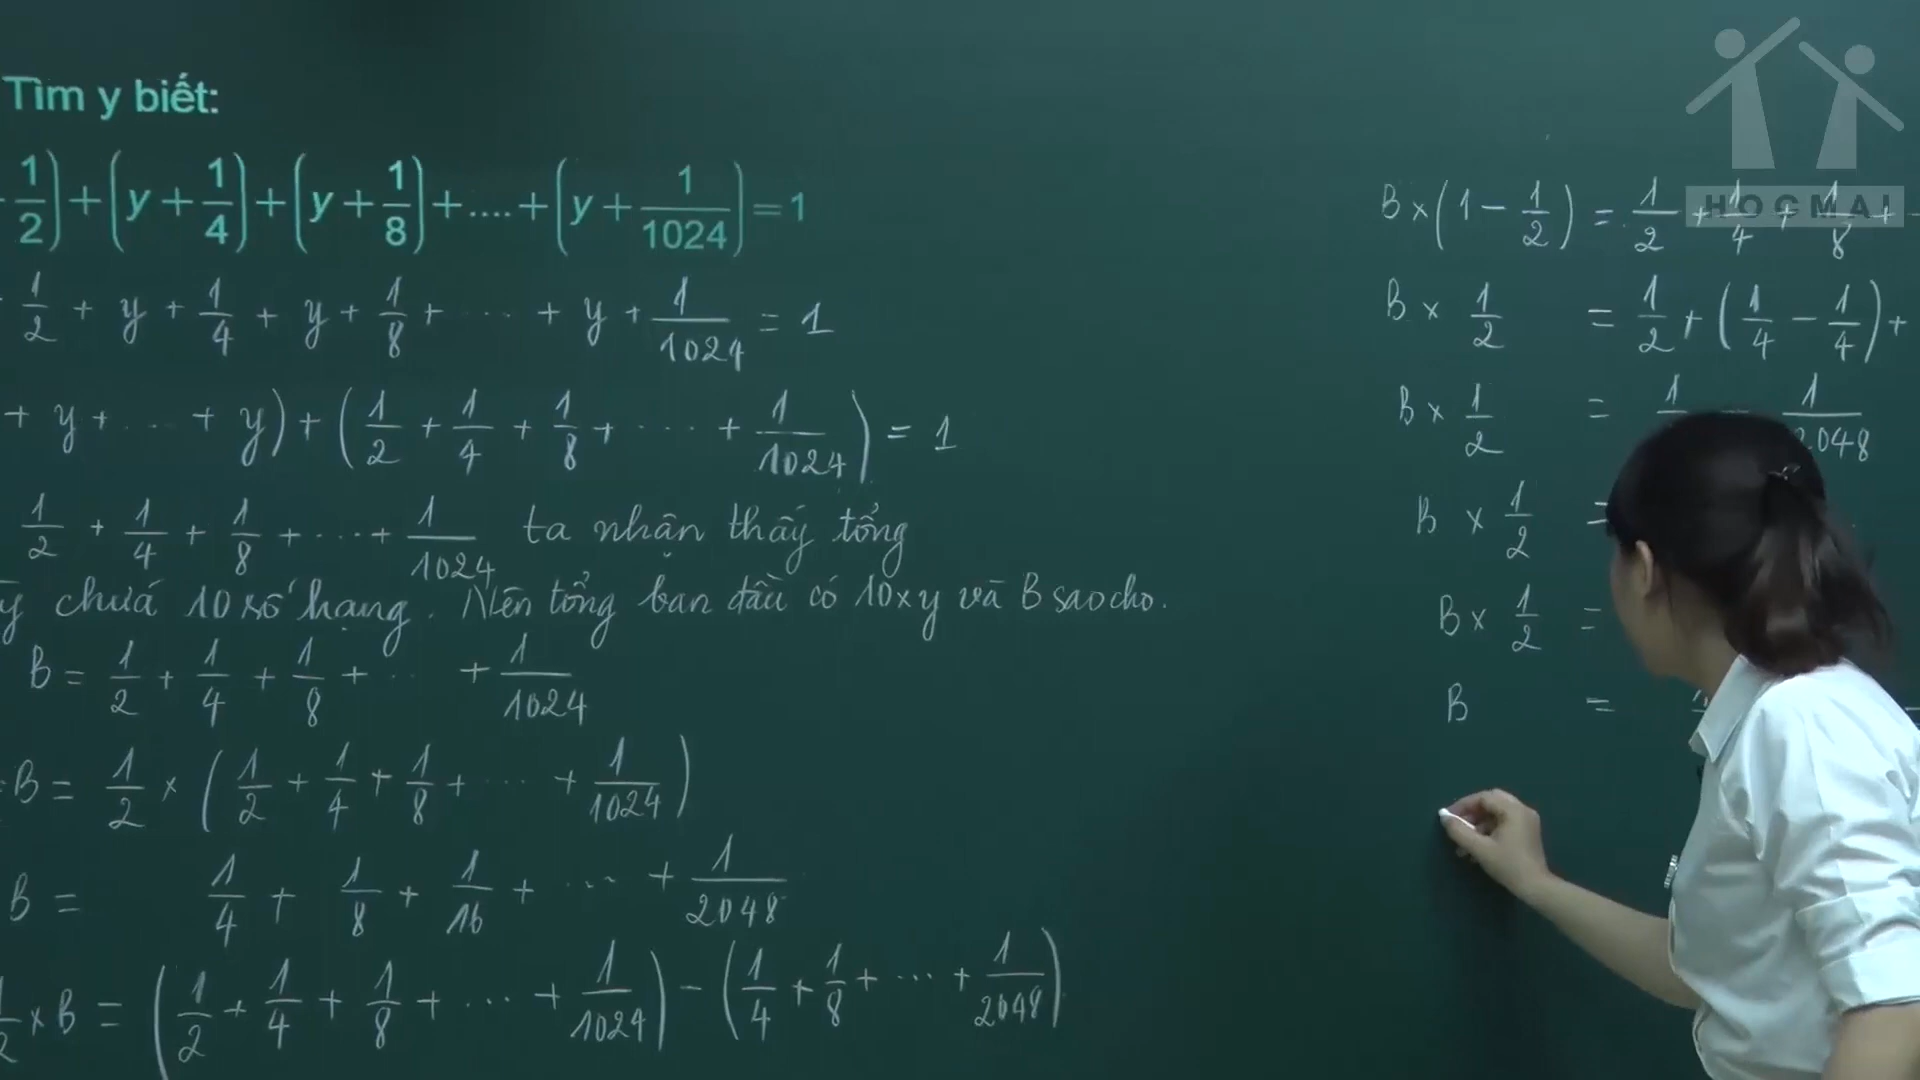 Tìm y biết:
1/2) + (y + 1/4) + (y + 1/8) + .... + (y + 1/1024) = 1
1/2 + y + 1/4 + y + 1/8 + ... + y + 1/1024 = 1
+ y + ... + y) + (1/2 + 1/4 + 1/8 + .... + 1/1024) = 1
1/2 + 1/4 + 1/8 + ... + 1/1024 ta nhận thấy tổng
y chứa 10 số hạng. Nên tổng ban đầu có 10 x y và B sao cho.
B = 1/2 + 1/4 + 1/8 + ... + 1/1024
B = 1/2 x (1/2 + 1/4 + 1/8 + ... + 1/1024)
B = 1/4 + 1/8 + 1/16 + ... + 1/2048
x B = (1/2 + 1/4 + 1/8 + ... + 1/1024) - (1/4 + 1/8 + ... + 1/2048)
HOCMAI
B x (1 - 1/2) = 1/2 + 1/4 + 1/8 +
B x 1/2 = 1/2 + (1/4 - 1/4) +
B x 1/2 = 1 - 1/2048
B x 1/2 =
B x 1/2 =
B =